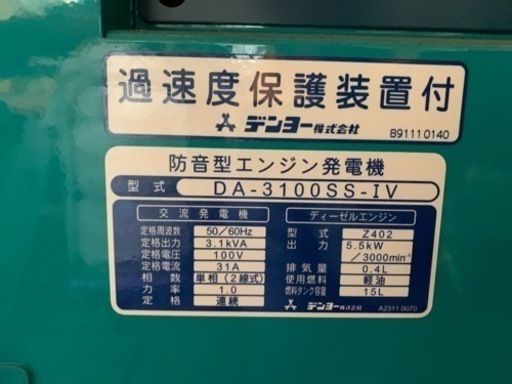 過速度保護装置付
デンヨー株式会社 B91110140
防音型エンジン発電機
型式 DA-3100SS-IV
交流発電機
定格周波数 50/60Hz
定格出力 3.1kVA
定格電圧 100V
定格電流 31A
相数 単相(2線式)
力率 1.0
定格 連続
ディーゼルエンジン
型式 Z402
出力 5.5kW
/3000min⁻¹
排気量 0.4L
使用燃料 軽油
燃料タンク容量 15L
デンヨー株式会社 A2311 0070